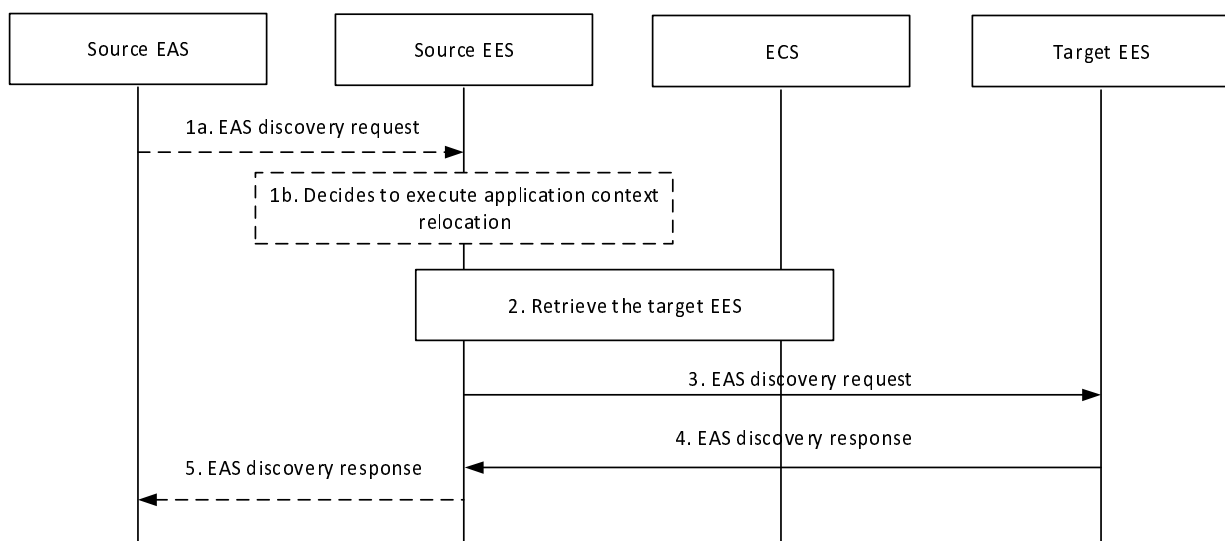 Source EAS
Source EES
ECS
Target EES
1a. EAS discovery request
1b. Decides to execute application context
relocation
2. Retrieve the target EES
3. EAS discovery request
4. EAS discovery response
5. EAS discovery response